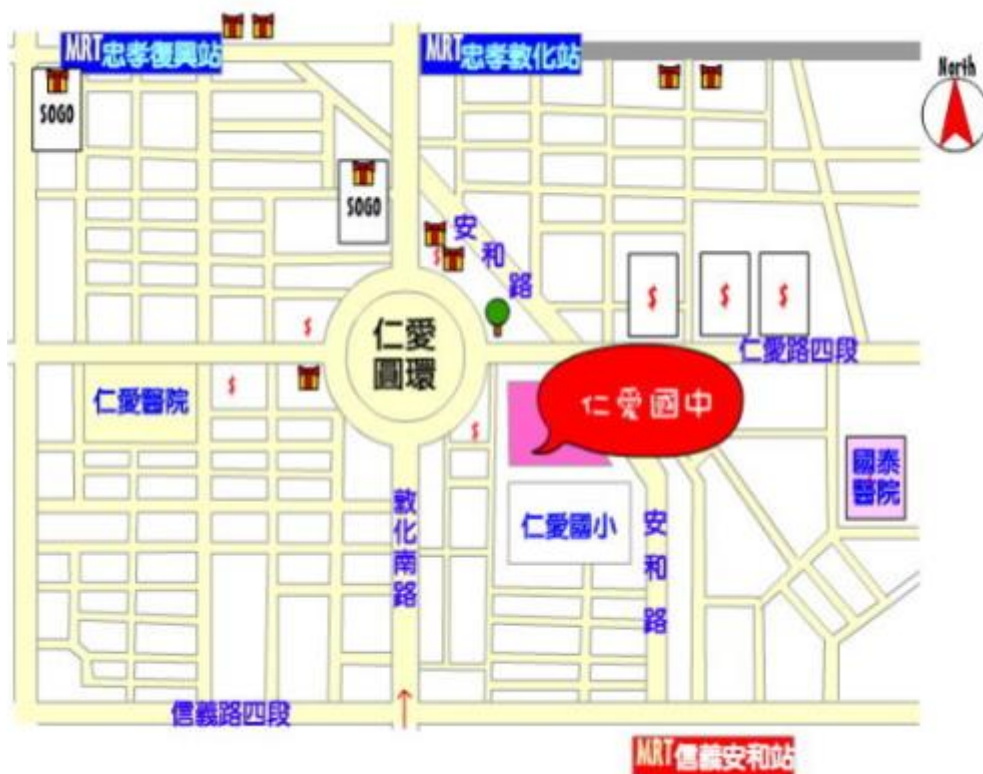 MRT忠孝復興站
MRT忠孝敦化站
North
SOGO
SOGO
安和路
$
$
$
$
$
仁愛
圓環
仁愛路四段
仁愛醫院
$
仁愛國中
$
國泰
醫院
敦化南路
仁愛國小
安和路
信義路四段
MRT信義安和站